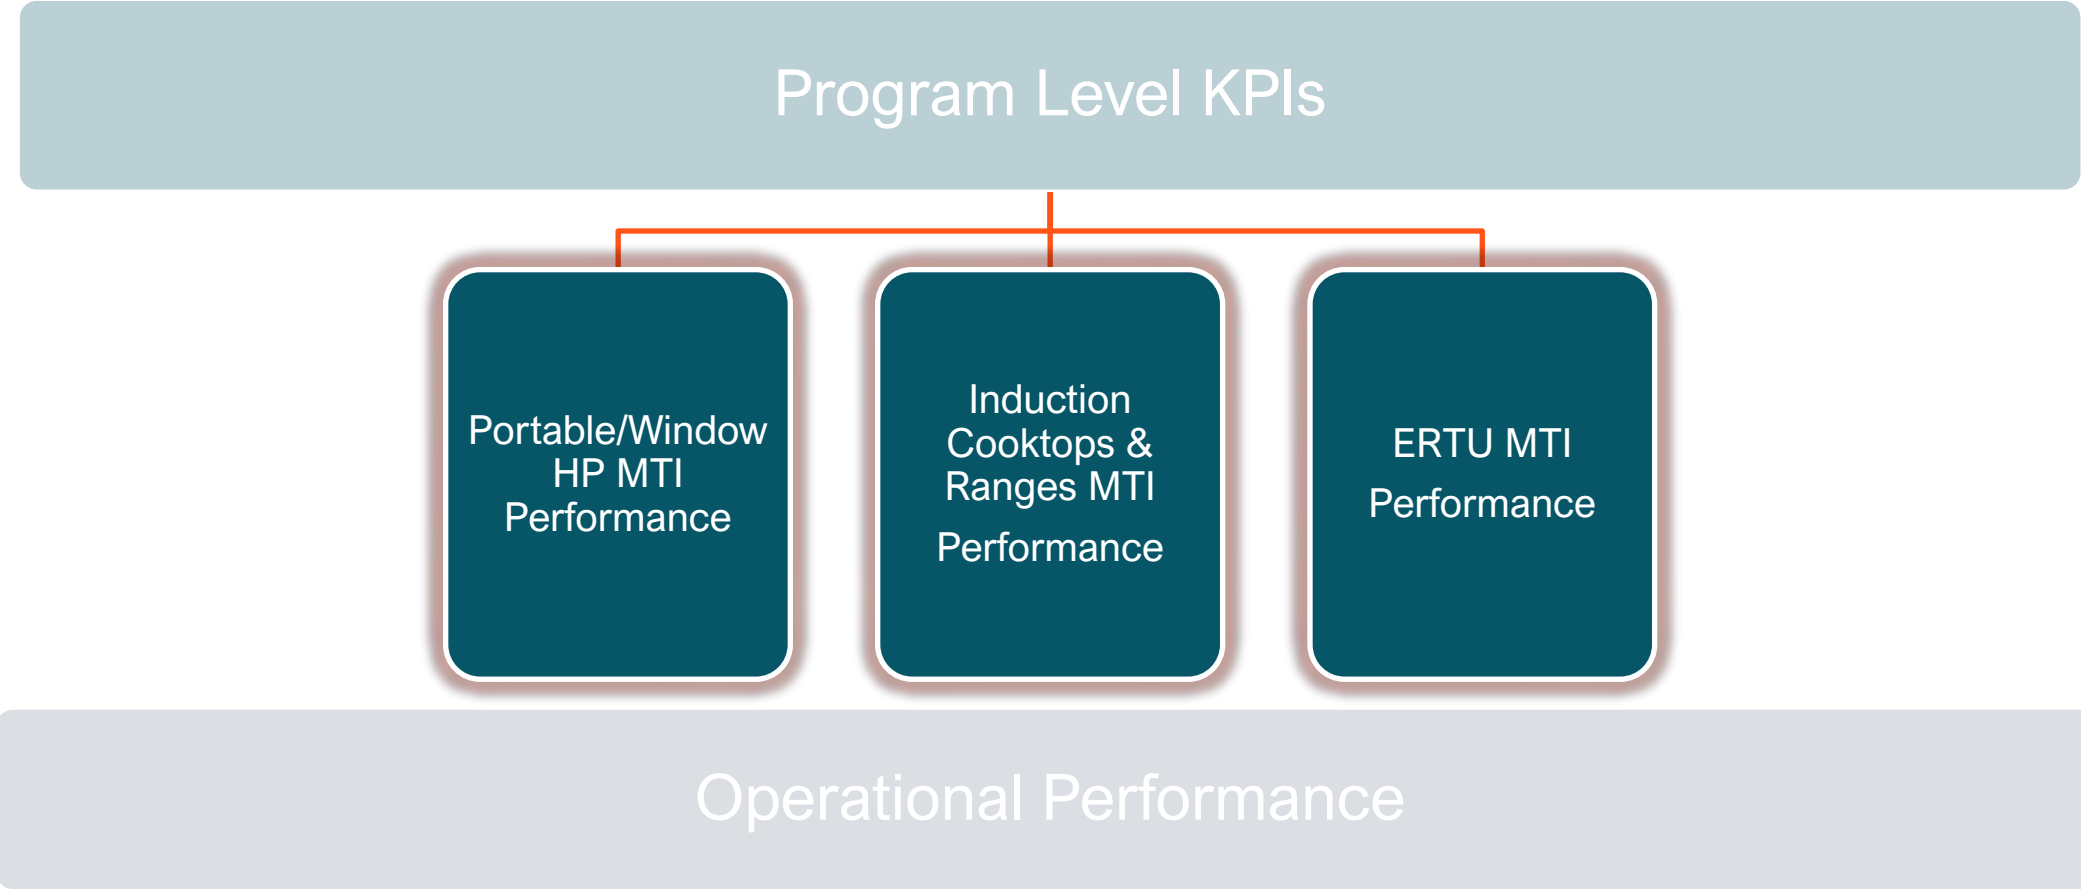 Program Level KPIs
Portable/Window
HP MTI
Performance
Induction
Cooktops &
Ranges MTI
Performance
ERTU MTI
Performance
Operational Performance